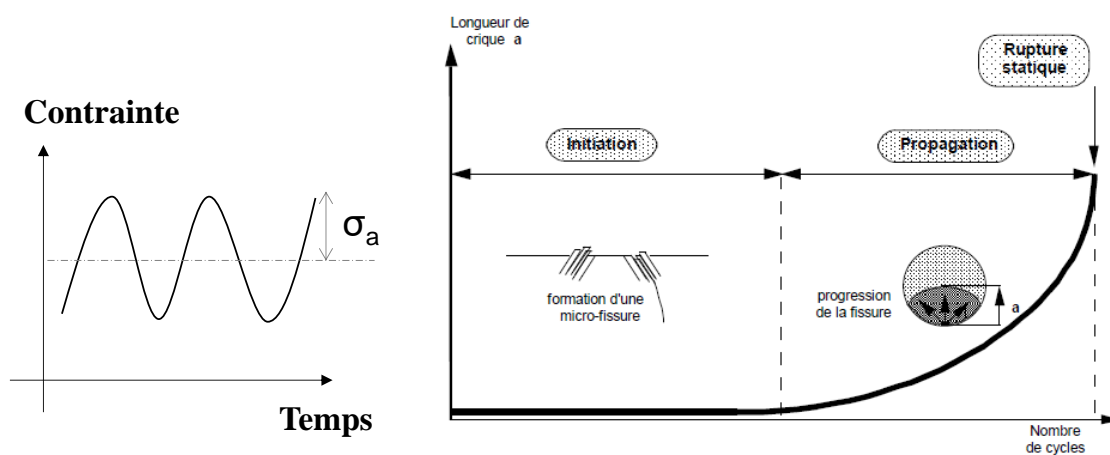 Contrainte
σa
Temps
Longueur de
crique a
Rupture
statique
Initiation
Propagation
formation d'une
micro-fissure
progression
de la fissure
a
Nombre
de cycles